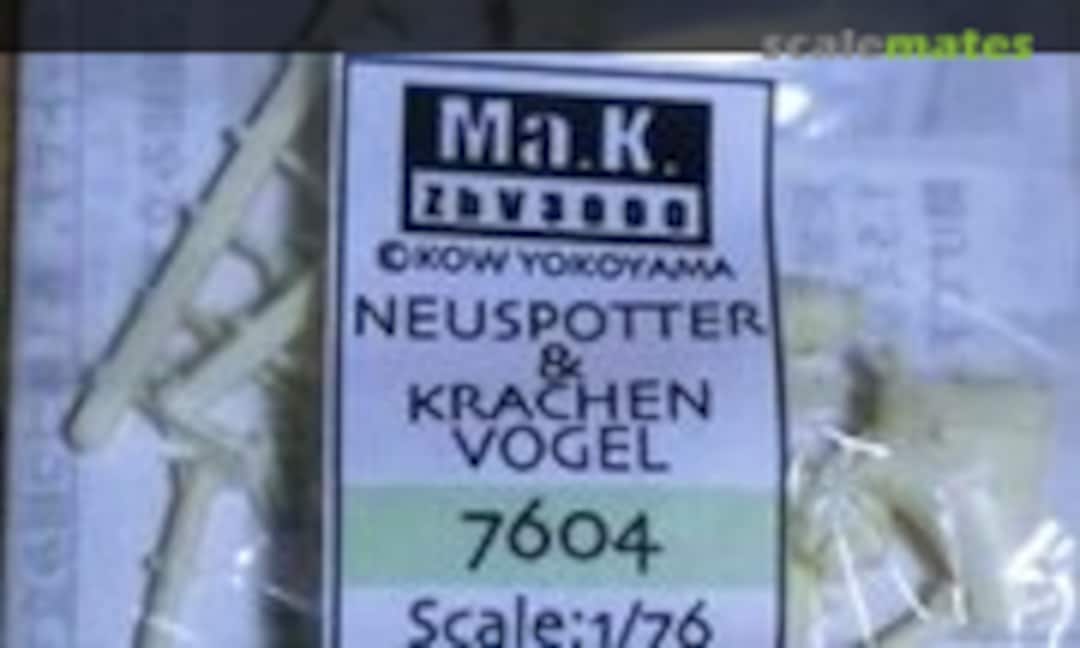 scalemates
Ma.K.
ZbV3000
©KOW YOKOYAMA
NEUSPOTTER
&
KRACHEN
VOGEL
7604
Scale:1/76